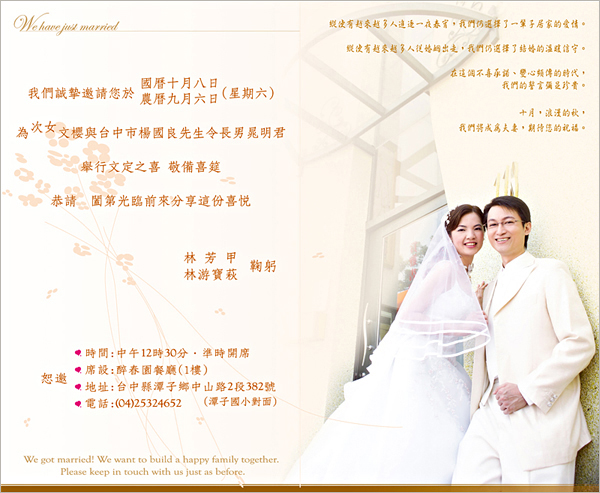 We have just married
我們誠摯邀請您於 國曆十月八日 農曆九月六日 (星期六)
為次女文櫻與台中市楊國良先生令長男晁明君
舉行文定之喜 敬備喜筵
恭請 闔第光臨前來分享這份喜悅
林芳甲
林游寶萩 鞠躬
恕邀
時間:中午12時30分‧準時開席
席設:醉春園餐廳(1樓)
地址:台中縣潭子鄉中山路2段382號
電話:(04)25324652 (潭子國小對面)
We got married! We want to build a happy family together.
Please keep in touch with us just as before.
縱使有越來越多人追逐一夜春宵,我們仍選擇了一輩子居家的愛情。
縱使有越來越多人從婚姻出走,我們仍選擇了結婚的溫暖信守。
在這個不喜承諾、變心頻傳的時代,
我們的誓言彌足珍貴。
十月,浪漫的秋,
我們將成為夫妻,期待您的祝福。